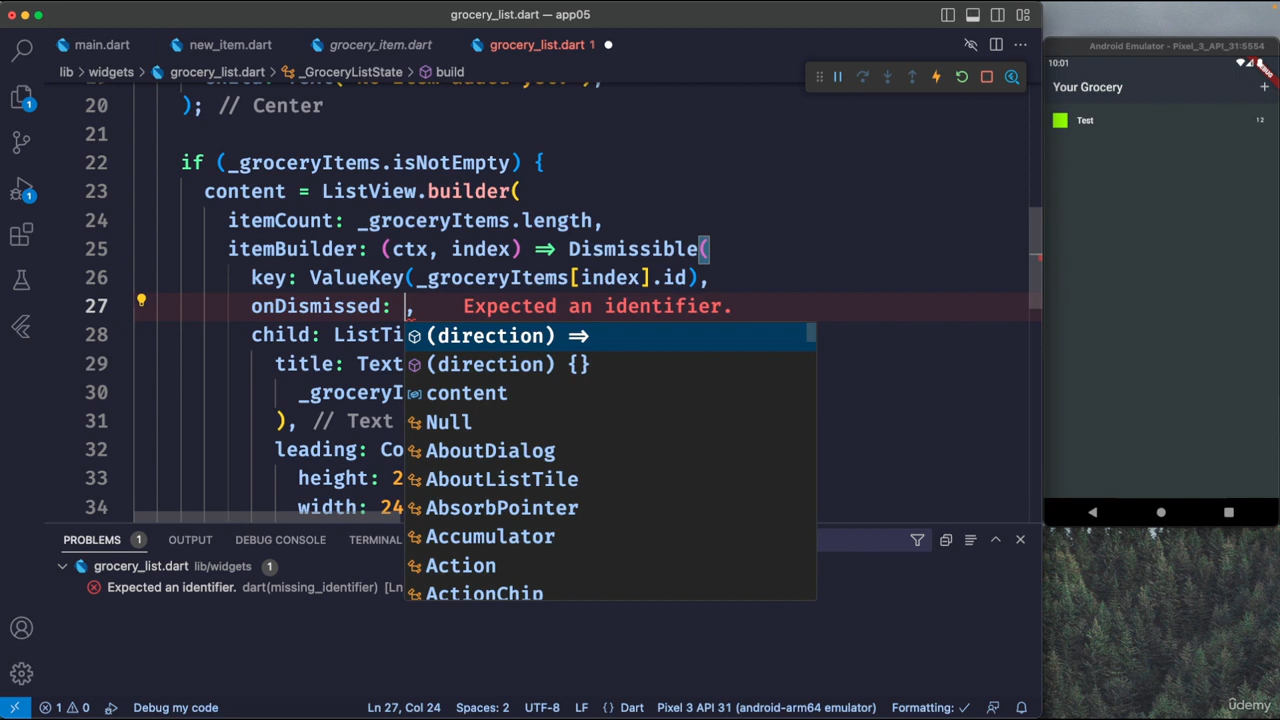 grocery_list.dart — app05
main.dart
new_item.dart
grocery_item.dart
grocery_list.dart 1
lib > widgets > grocery_list.dart > _GroceryListState > build
20 ); // Center
21
22 if (_groceryItems.isNotEmpty) {
23 content = ListView.builder(
24 itemCount: _groceryItems.length,
25 itemBuilder: (ctx, index) => Dismissible(
26 key: ValueKey(_groceryItems[index].id),
27 onDismissed: , Expected an identifier.
28 child: ListTi
29 title: Text
30 _groceryI
31 ), // Text
32 leading: Co
33 height: 2
34 width: 24
(direction) =>
(direction) {}
content
Null
AboutDialog
AboutListTile
AbsorbPointer
Accumulator
Action
ActionChip
1
1
PROBLEMS 1
OUTPUT
DEBUG CONSOLE
TERMINAL
grocery_list.dart lib/widgets 1
Expected an identifier. dart(missing_identifier) [Ln
1 0
Debug my code
Ln 27, Col 24
Spaces: 2
UTF-8
LF
{ } Dart
Pixel 3 API 31 (android-arm64 emulator)
Formatting: ✓
Android Emulator - Pixel_3_API_31:5554
10:01
DEBUG
Your Grocery
+
Test
12
ûdemy